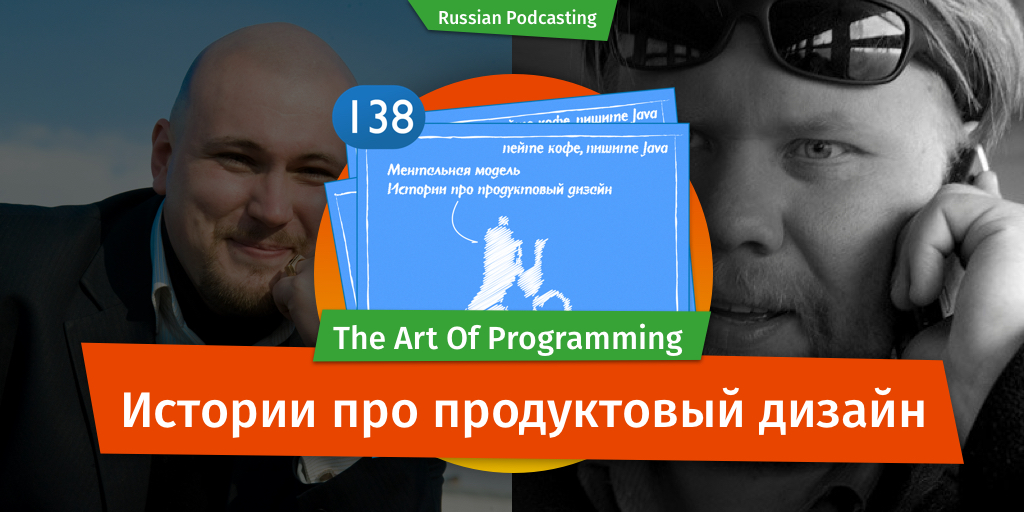 Russian Podcasting
138
кофе, пишите Java
пейте кофе, пишите Java
Ментальная модель
Истории про продуктовый дизайн
The Art Of Programming
Истории про продуктовый дизайн